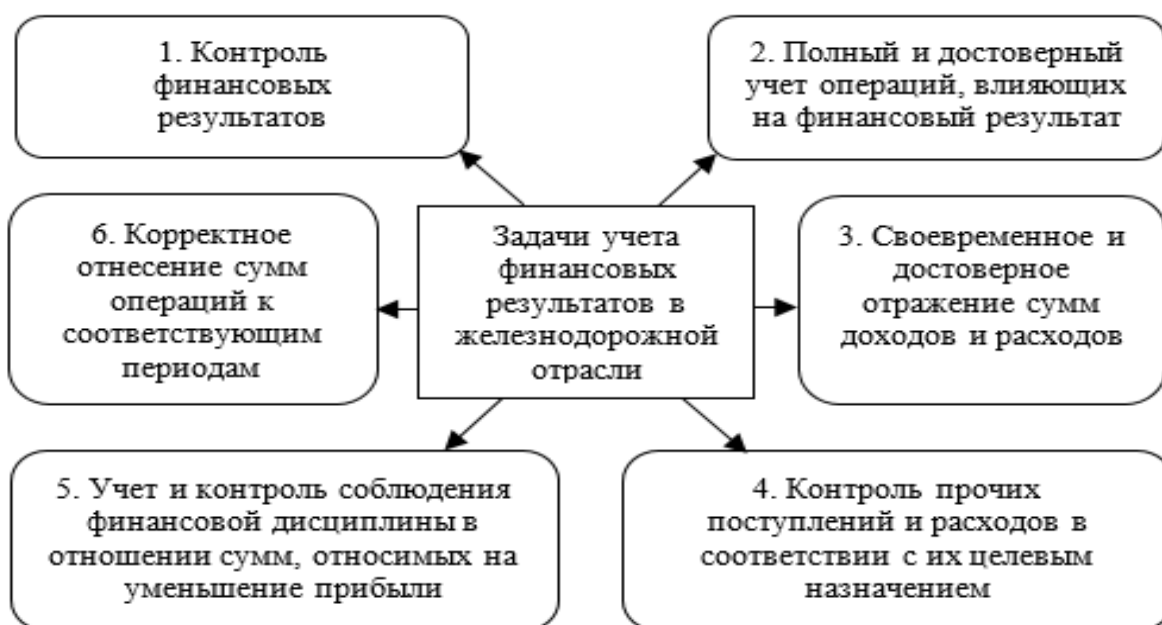 1. Контроль
финансовых
результатов
2. Полный и достоверный
учет операций, влияющих
на финансовый результат
6. Корректное
отнесение сумм
операций к
соответствующим
периодам
Задачи учета
финансовых
результатов в
железнодорожной
отрасли
3. Своевременное и
достоверное
отражение сумм
доходов и расходов
5. Учет и контроль соблюдения
финансовой дисциплины в
отношении сумм, относимых на
уменьшение прибыли
4. Контроль прочих
поступлений и расходов в
соответствии с их целевым
назначением